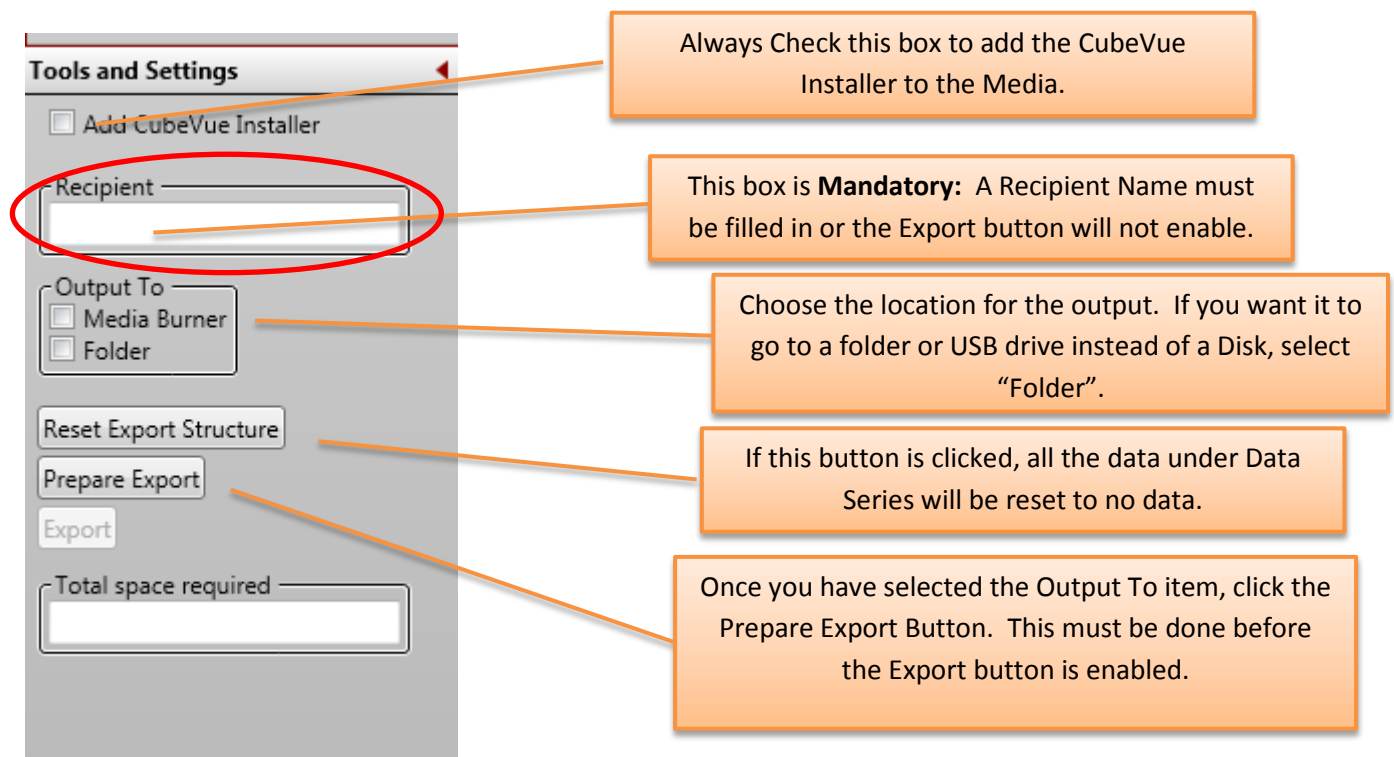 Tools and Settings
Add CubeVue Installer
Recipient
Output To
Media Burner
Folder
Reset Export Structure
Prepare Export
Export
Total space required
Always Check this box to add the CubeVue
Installer to the Media.
This box is Mandatory: A Recipient Name must
be filled in or the Export button will not enable.
Choose the location for the output. If you want it to
go to a folder or USB drive instead of a Disk, select
“Folder”.
If this button is clicked, all the data under Data
Series will be reset to no data.
Once you have selected the Output To item, click the
Prepare Export Button. This must be done before
the Export button is enabled.